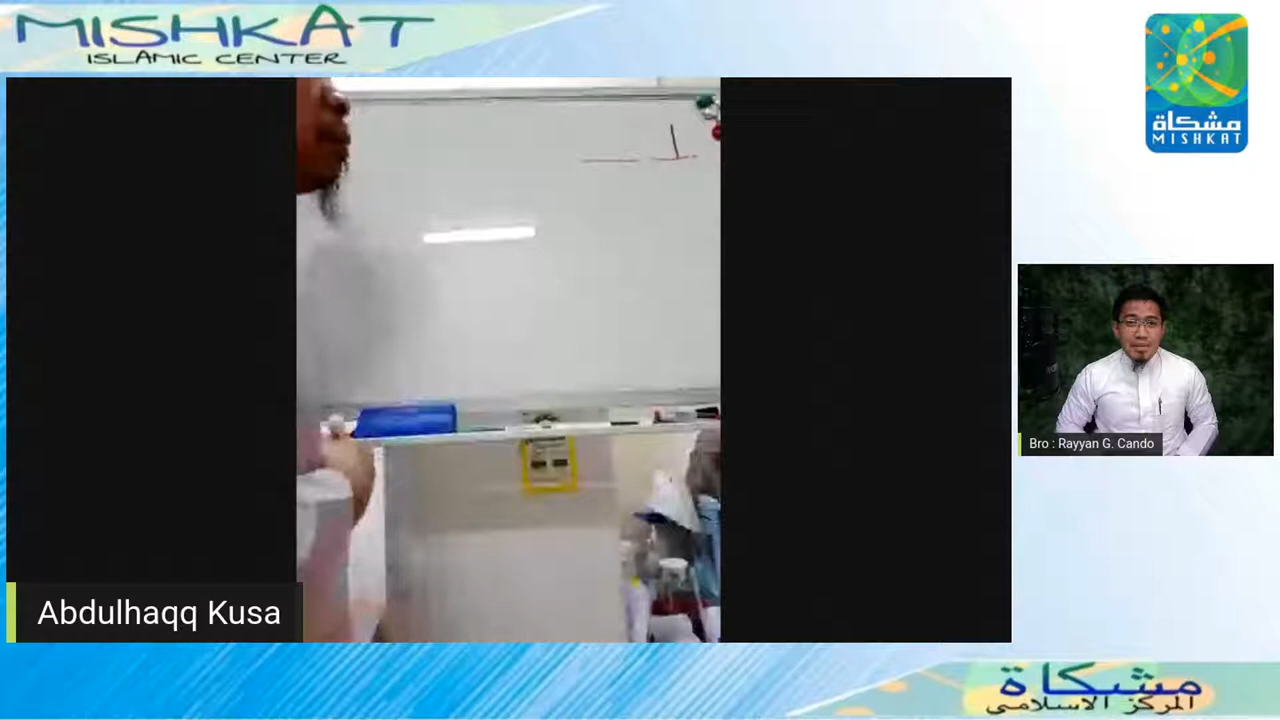 MISHKAT
ISLAMIC CENTER
مشكاة
MISHKAT
Bro : Rayyan G. Cando
Abdulhaqq Kusa
مشكاة
المركز الاسلامي